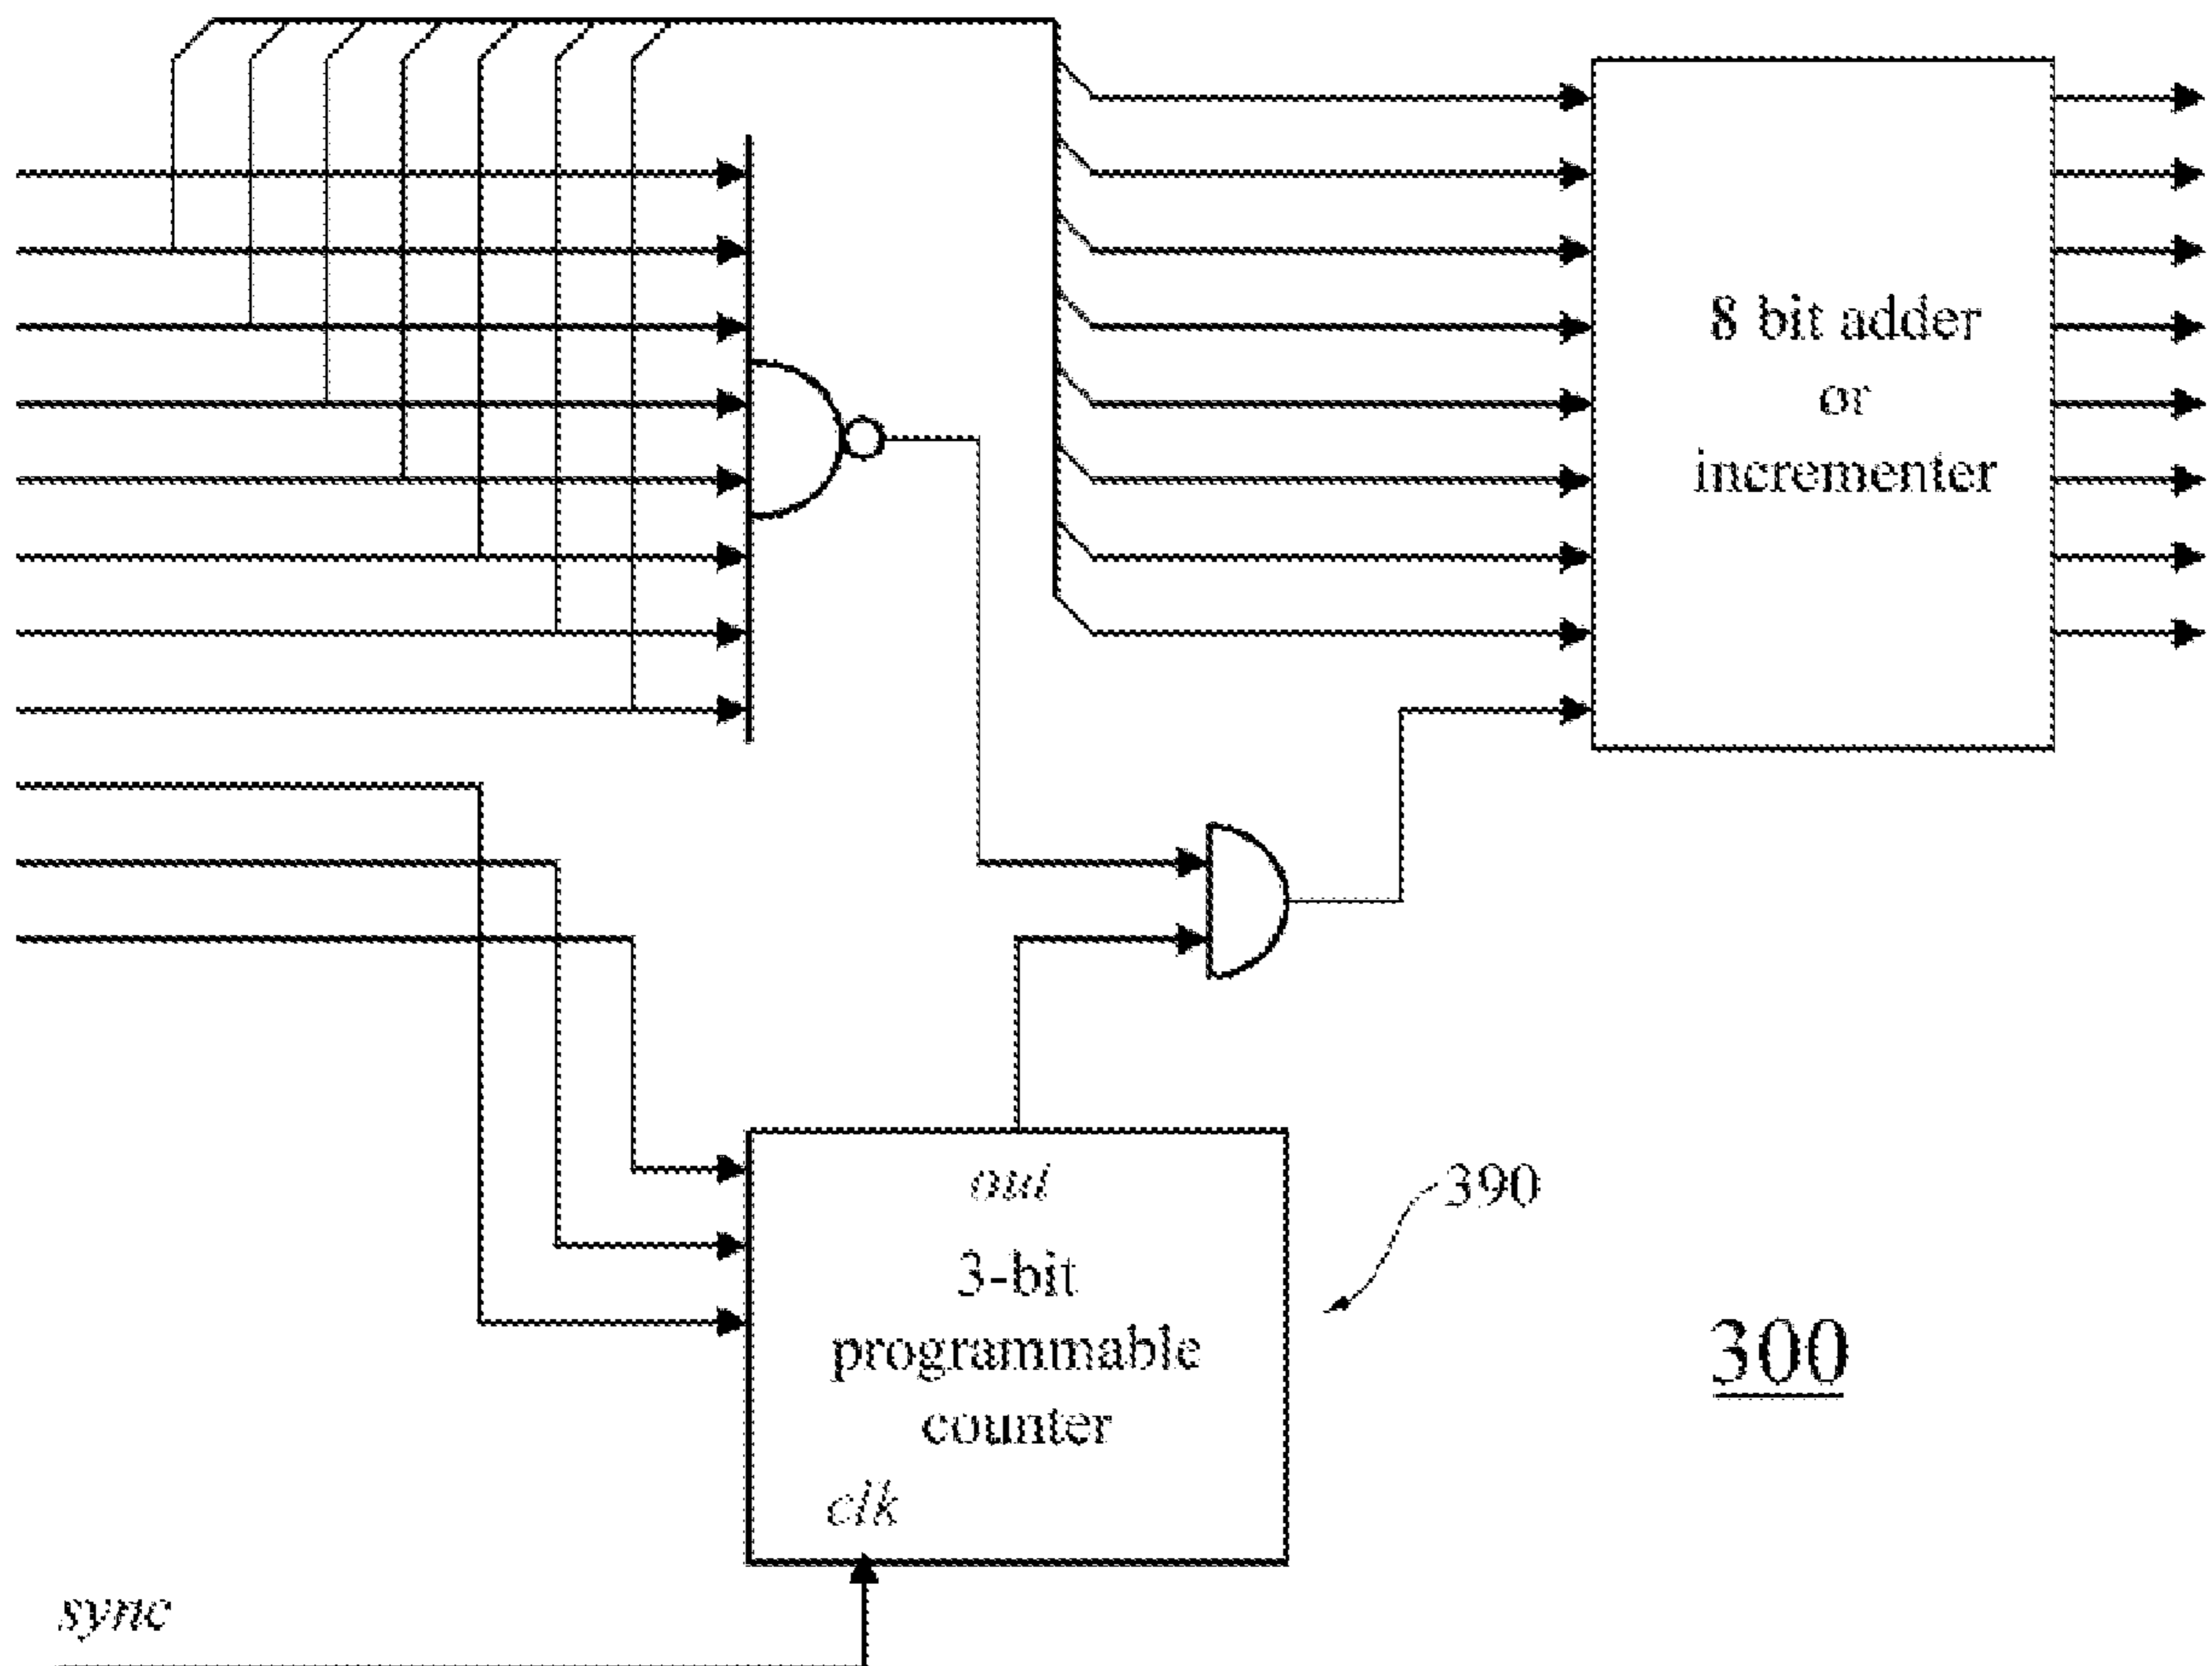 8 bit adder
or
incrementer
out
3-bit
programmable
counter
clk
390
300
sync